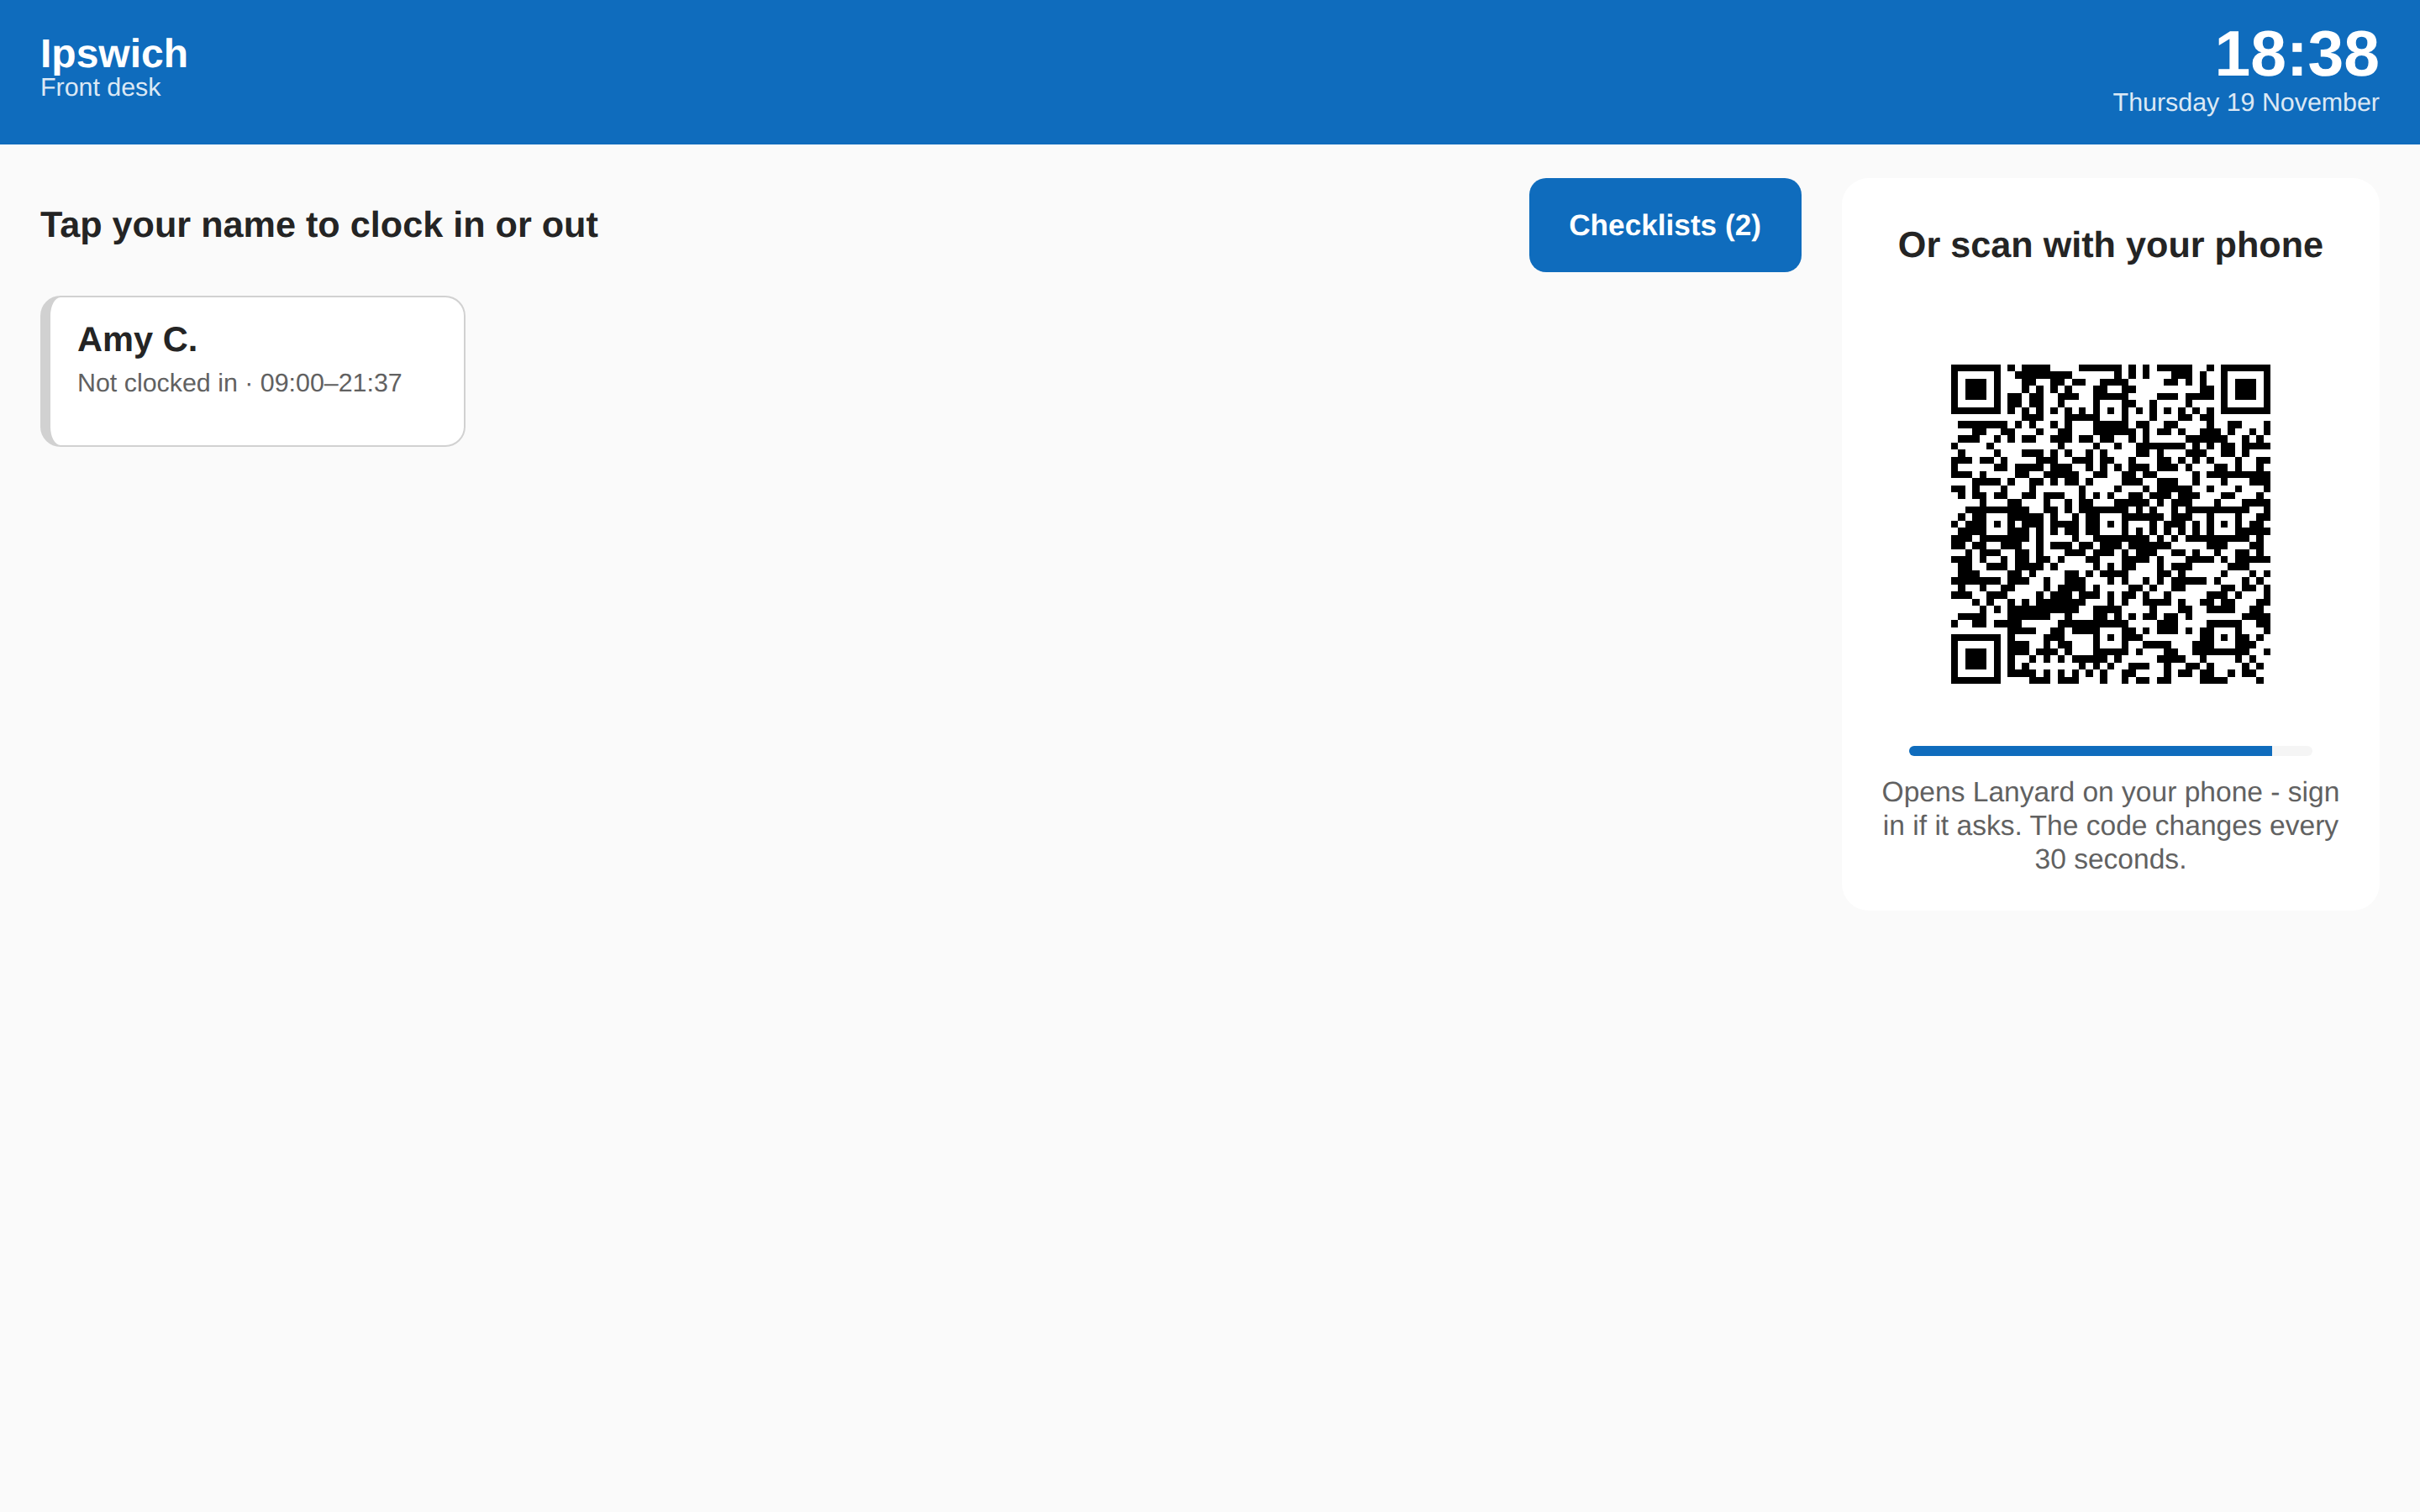 Ipswich
Front desk
18:38
Thursday 19 November
Tap your name to clock in or out
Checklists (2)
Amy C.
Not clocked in · 09:00–21:37
Or scan with your phone
Opens Lanyard on your phone - sign
in if it asks. The code changes every
30 seconds.